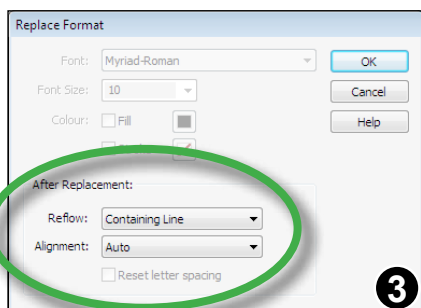 Replace Format
Font: Myriad-Roman OK
Font Size: 10 Cancel
Colour: Fill Help
After Replacement:
Reflow: Containing Line
Alignment: Auto
Reset letter spacing
3